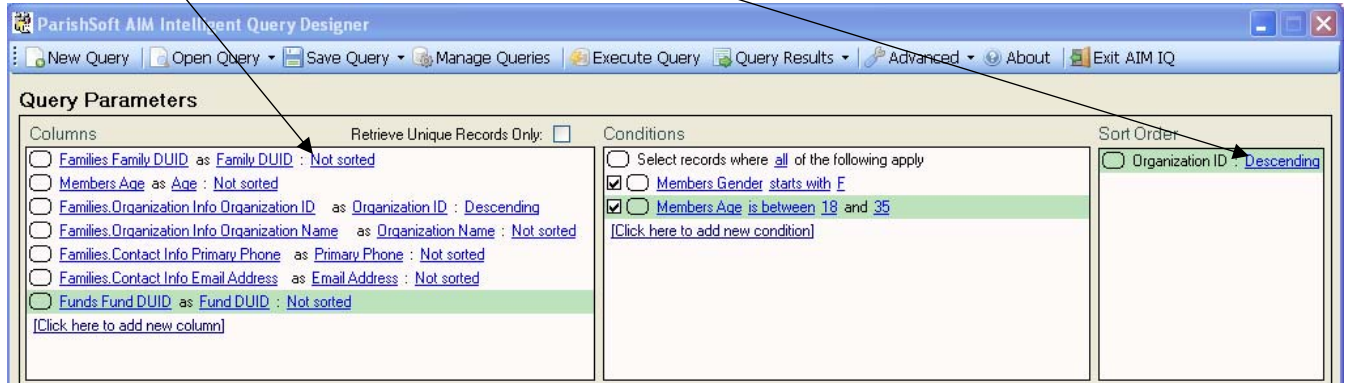 ParishSoft AIM Intelligent Query Designer
New Query Open Query Save Query Manage Queries Execute Query Query Results Advanced About Exit AIM IQ
Query Parameters
Columns Retrieve Unique Records Only:
Families Family DUID as Family DUID : Not sorted
Members Age as Age : Not sorted
Families.Organization Info Organization ID as Organization ID : Descending
Families.Organization Info Organization Name as Organization Name : Not sorted
Families.Contact Info Primary Phone as Primary Phone : Not sorted
Families.Contact Info Email Address as Email Address : Not sorted
Funds Fund DUID as Fund DUID : Not sorted
[Click here to add new column]
Conditions
Select records where all of the following apply
Members Gender starts with F
Members Age is between 18 and 35
[Click here to add new condition]
Sort Order
Organization ID : Descending